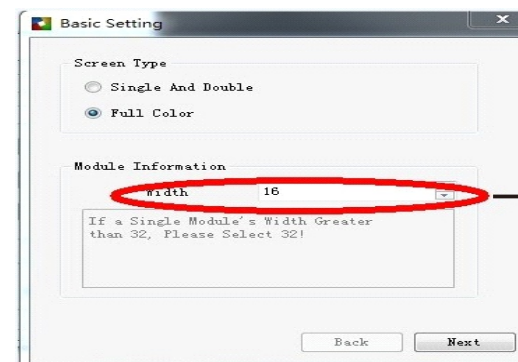 Basic Setting
Screen Type
Single And Double
Full Color
Module Information
Width 16
If a Single Module's Width Greater
than 32, Please Select 32!
Back Next